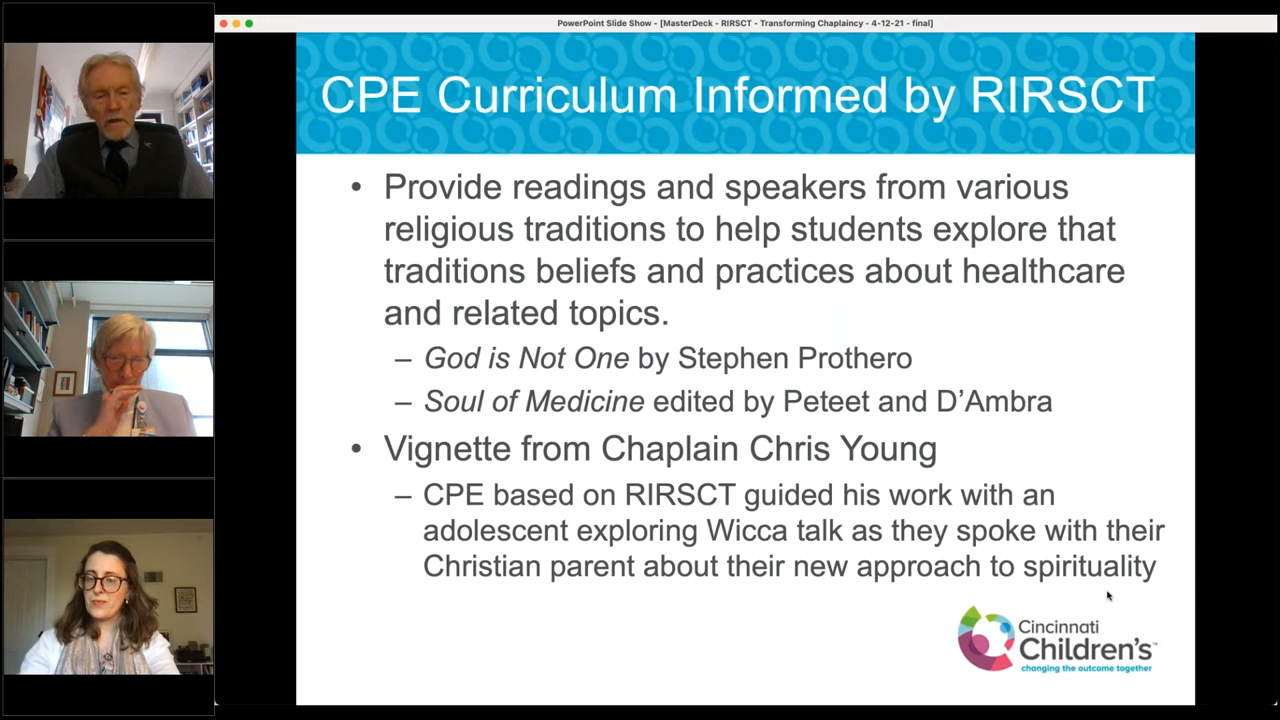 PowerPoint Slide Show - [MasterDeck - RIRSCT - Transforming Chaplaincy - 4-12-21 - final]
CPE Curriculum Informed by RIRSCT
• Provide readings and speakers from various
religious traditions to help students explore that
traditions beliefs and practices about healthcare
and related topics.
– God is Not One by Stephen Prothero
– Soul of Medicine edited by Peteet and D’Ambra
• Vignette from Chaplain Chris Young
– CPE based on RIRSCT guided his work with an
adolescent exploring Wicca talk as they spoke with their
Christian parent about their new approach to spirituality
Cincinnati
Children's™
changing the outcome together